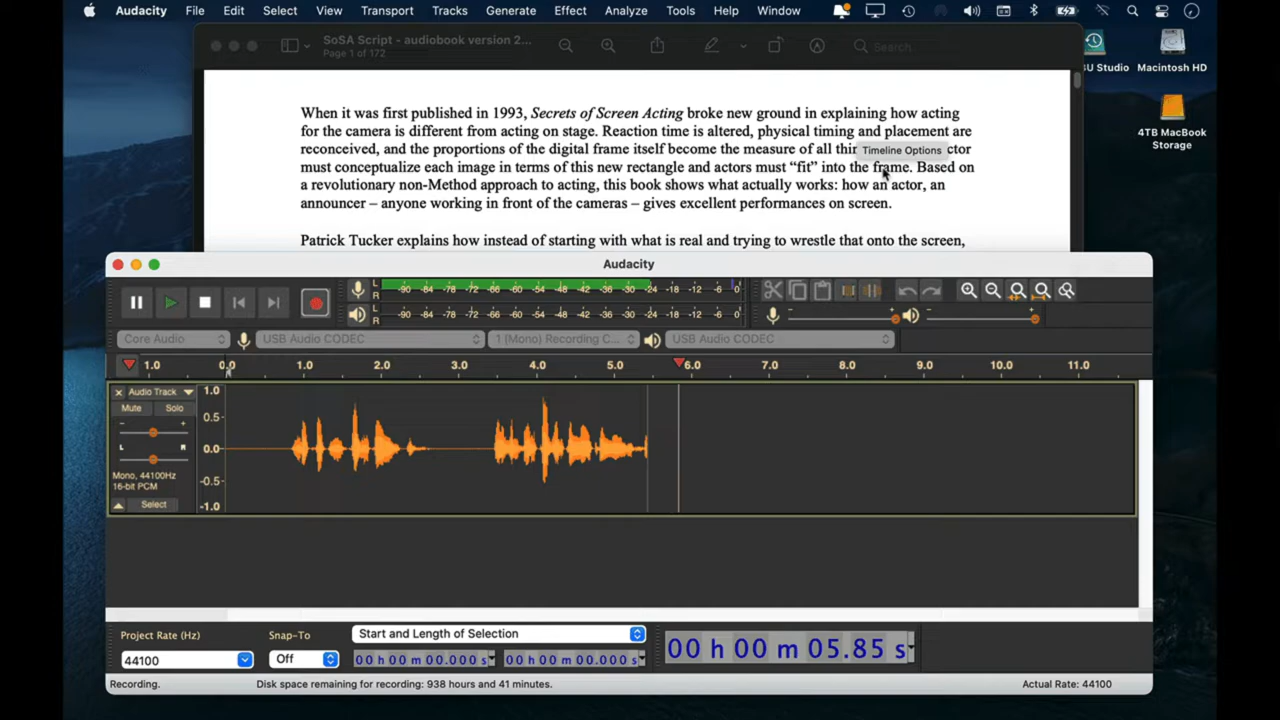 Audacity File Edit Select View Transport Tracks Generate Effect Analyze Tools Help Window
SoSA Script - audiobook version 2...
Page 1 of 172
Search
U Studio
Macintosh HD
4TB MacBook
Storage
When it was first published in 1993, Secrets of Screen Acting broke new ground in explaining how acting
for the camera is different from acting on stage. Reaction time is altered, physical timing and placement are
reconceived, and the proportions of the digital frame itself become the measure of all thin
Timeline Options
ctor
must conceptualize each image in terms of this new rectangle and actors must “fit” into the frame. Based on
a revolutionary non-Method approach to acting, this book shows what actually works: how an actor, an
announcer – anyone working in front of the cameras – gives excellent performances on screen.
Patrick Tucker explains how instead of starting with what is real and trying to wrestle that onto the screen,
Audacity
L
R
-90 -84 -78 -72 -66 -60 -54 -48 -42 -36 -30 -24 -18 -12 -6 0
L
R
-90 -84 -78 -72 -66 -60 -54 -48 -42 -36 -30 -24 -18 -12 -6 0
- + - +
Core Audio USB Audio CODEC 1 (Mono) Recording C... USB Audio CODEC
1.0 0.0 1.0 2.0 3.0 4.0 5.0 6.0 7.0 8.0 9.0 10.0 11.0
Audio Track
Mute Solo
- +
L R
Mono, 44100Hz
16-bit PCM
Select
1.0
0.5
0.0
-0.5
-1.0
Project Rate (Hz)
44100
Snap-To
Off
Start and Length of Selection
00 h 00 m 00.000 s 00 h 00 m 00.000 s
00 h 00 m 05.85 s
Recording. Disk space remaining for recording: 938 hours and 41 minutes. Actual Rate: 44100